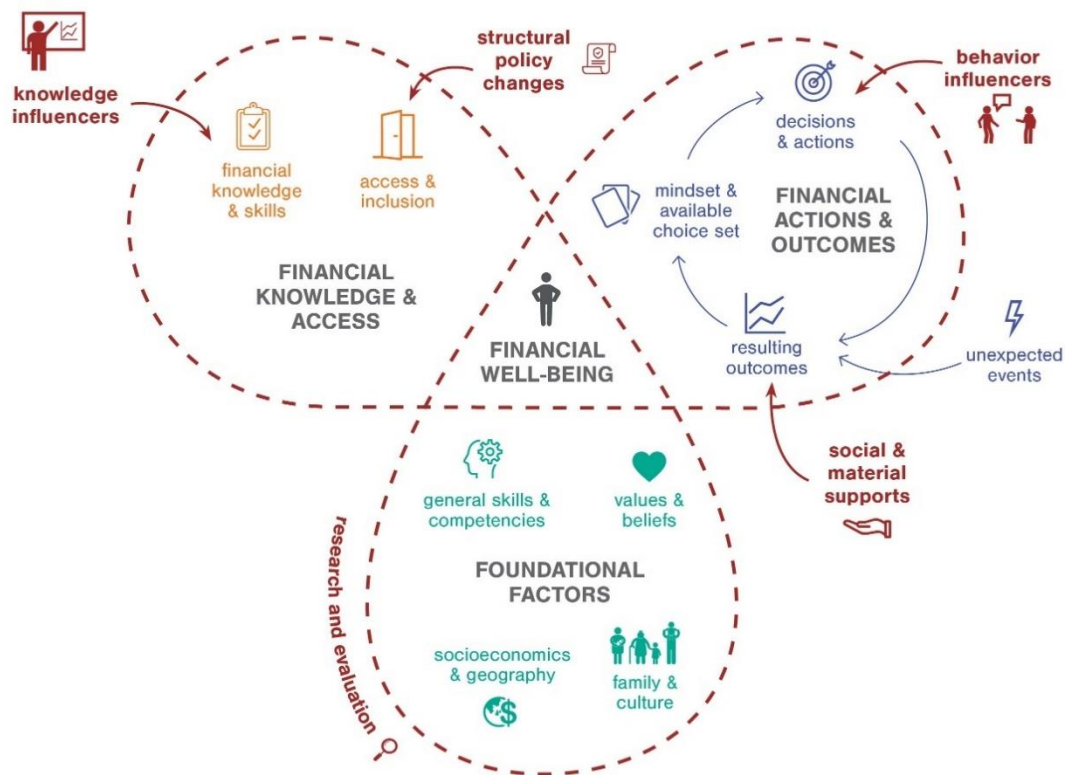 knowledge
influencers
structural
policy
changes
behavior
influencers
financial
knowledge
& skills
access &
inclusion
decisions
& actions
mindset &
available
choice set
FINANCIAL
ACTIONS &
OUTCOMES
FINANCIAL
KNOWLEDGE &
ACCESS
FINANCIAL
WELL-BEING
resulting
outcomes
unexpected
events
social &
material
supports
general skills &
competencies
values &
beliefs
research and evaluation
FOUNDATIONAL
FACTORS
socioeconomics
& geography
$
family &
culture